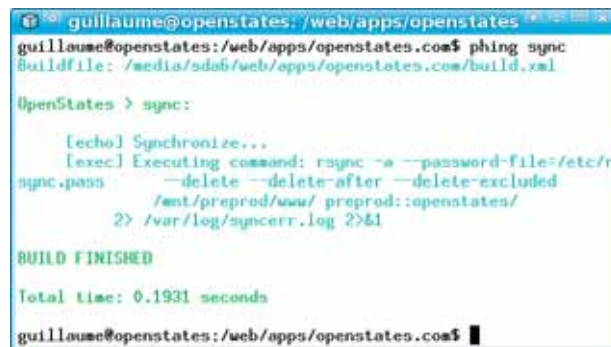 guillaume@openstates: /web/apps/openstates
guillaume@openstates:/web/apps/openstates.com$ phing sync
Buildfile: /media/sda6/web/apps/openstates.com/build.xml
OpenStates > sync:
[echo] Synchronize...
[exec] Executing command: rsync -a --password-file=/etc/r
sync.pass --delete --delete-after --delete-excluded
/mnt/preprod/www/ preprod::openstates/
2> /var/log/syncerr.log 2>&1
BUILD FINISHED
Total time: 0.1931 seconds
guillaume@openstates:/web/apps/openstates.com$